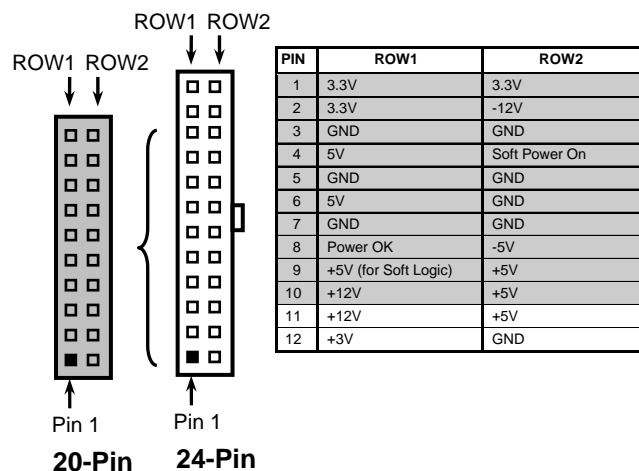 ROW1 ROW2
ROW1 ROW2
Pin 1
20-Pin
Pin 1
24-Pin
PIN ROW1 ROW2
1 3.3V 3.3V
2 3.3V -12V
3 GND GND
4 5V Soft Power On
5 GND GND
6 5V GND
7 GND GND
8 Power OK -5V
9 +5V (for Soft Logic) +5V
10 +12V +5V
11 +12V +5V
12 +3V GND